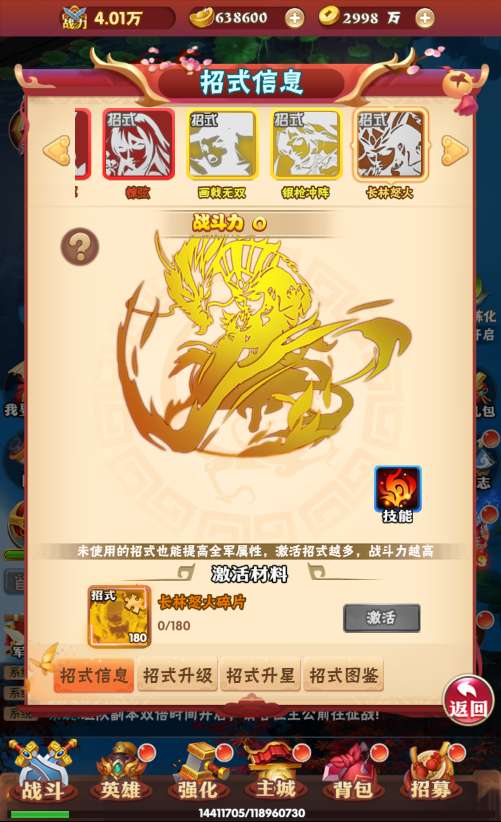 战力 4.01万 638600 2998 万
招式信息
招式 招式 招式 招式
画戟无双 银枪冲阵 长林怒火
战斗力 0
?
技能
未使用的招式也能提高全军属性，激活招式越多，战斗力越高
激活材料
招式 长林怒火碎片
180 0/180 激活
招式信息 招式升级 招式升星 招式图鉴
返回
战斗 英雄 强化 主城 背包 招募
14411705/118960730